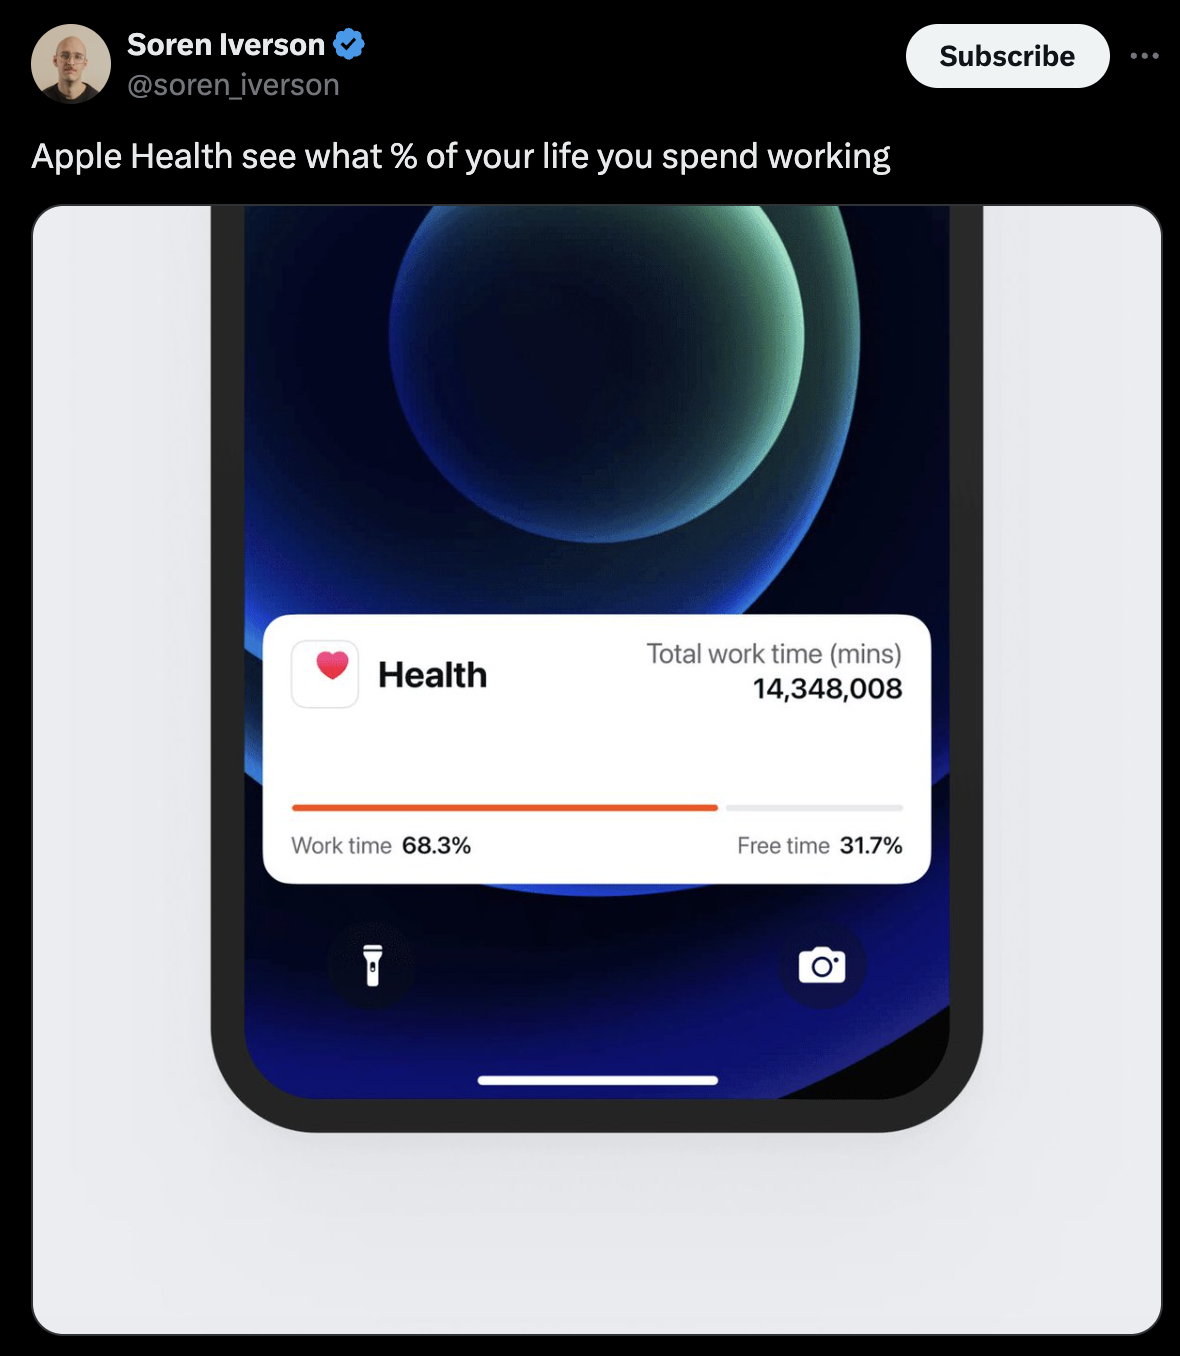 Soren Iverson
@soren_iverson
Subscribe
Apple Health see what % of your life you spend working
Health
Total work time (mins)
14,348,008
Work time 68.3%
Free time 31.7%